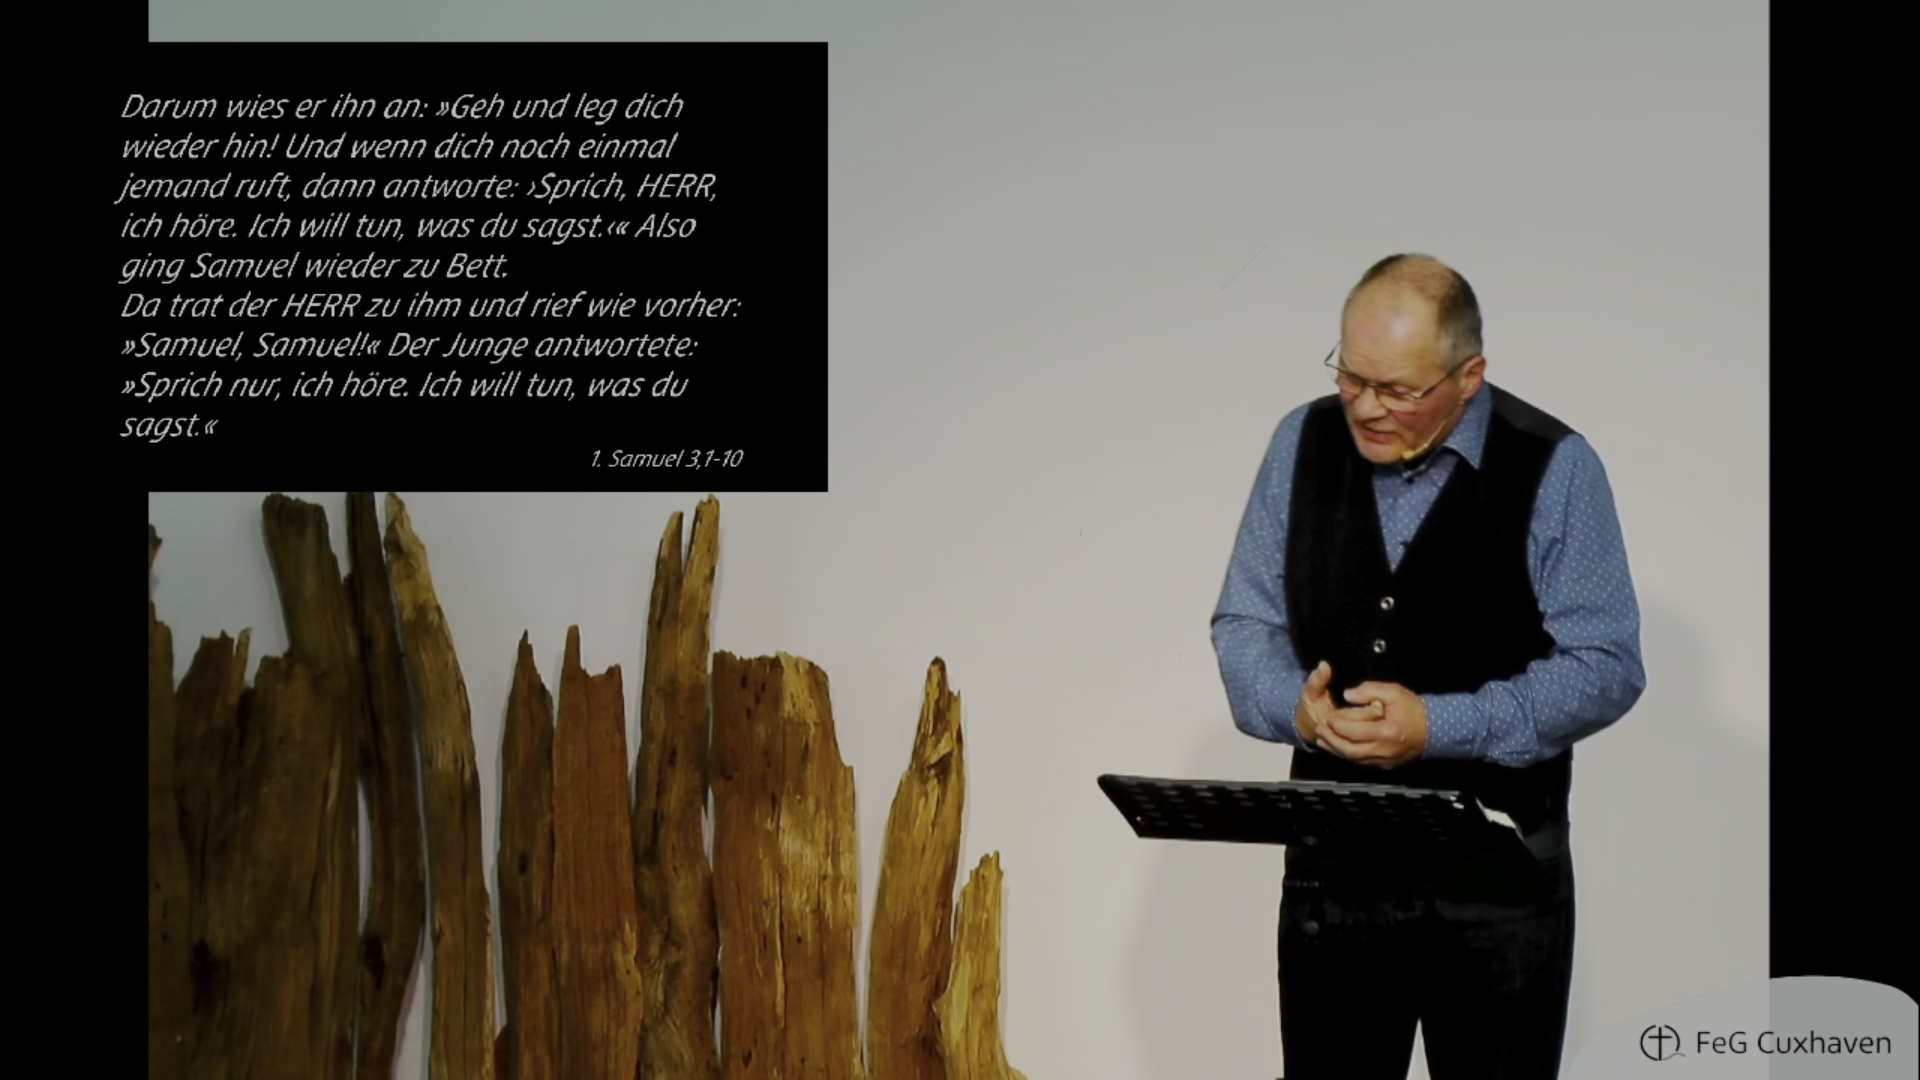 Darum wies er ihn an: »Geh und leg dich
wieder hin! Und wenn dich noch einmal
jemand ruft, dann antworte: ›Sprich, HERR,
ich höre. Ich will tun, was du sagst.‹« Also
ging Samuel wieder zu Bett.
Da trat der HERR zu ihm und rief wie vorher:
»Samuel, Samuel!« Der Junge antwortete:
»Sprich nur, ich höre. Ich will tun, was du
sagst.«
1. Samuel 3,1-10
FeG Cuxhaven